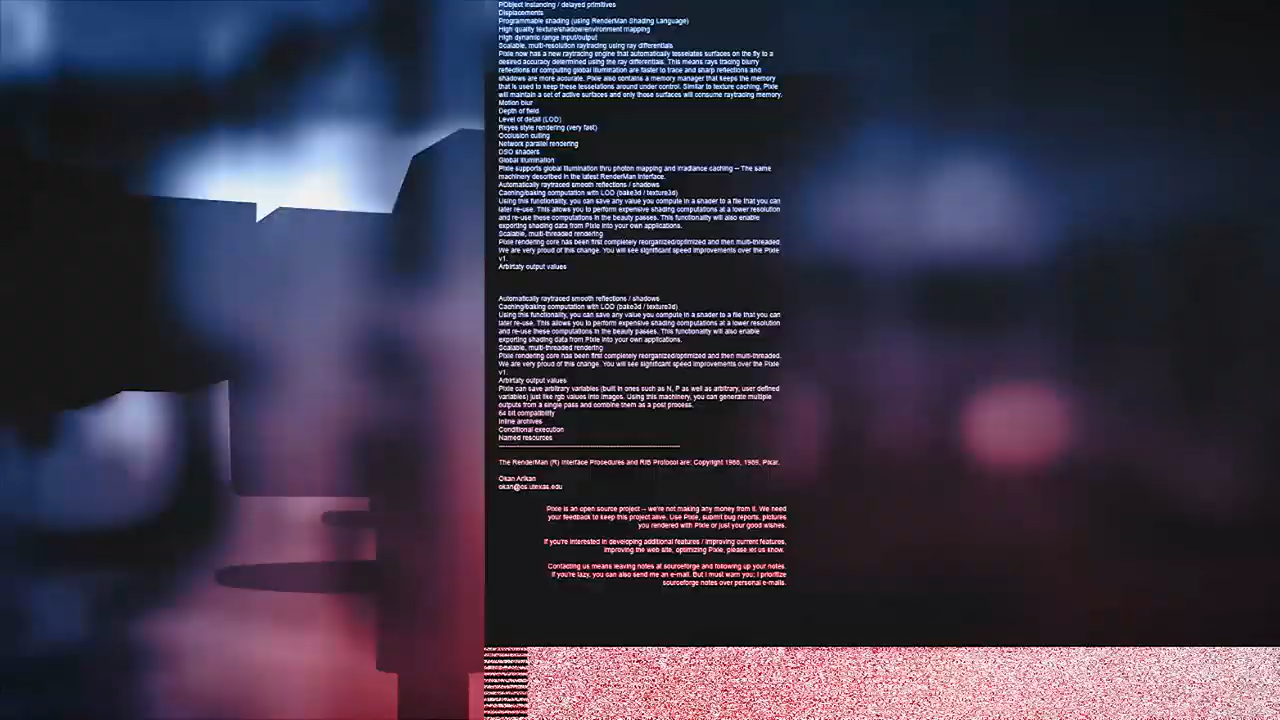 PObject instancing / delayed primitives
Displacements
Programmable shading (using RenderMan Shading Language)
High quality texture/shadow/environment mapping
High dynamic range input/output
Scalable, multi-resolution raytracing using ray differentials
Pixie now has a new raytracing engine that automatically tesselates surfaces on the fly to a
desired accuracy determined using the ray differentials. This means rays tracing blurry
reflections or computing global illumination are faster to trace and sharp reflections and
shadows are more accurate. Pixie also contains a memory manager that keeps the memory
that is used to keep these tesselations around under control. Similar to texture caching, Pixie
will maintain a set of active surfaces and only those surfaces will consume raytracing memory.
Motion blur
Depth of field
Level of detail (LOD)
Reyes style rendering (very fast)
Occlusion culling
Network parallel rendering
DSO shaders
Global illumination
Pixie supports global illumination thru photon mapping and irradiance caching -- The same
machinery described in the latest RenderMan Interface.
Automatically raytraced smooth reflections / shadows
Caching/baking computation with LOD (bake3d / texture3d)
Using this functionality, you can save any value you compute in a shader to a file that you can
later re-use. This allows you to perform expensive shading computations at a lower resolution
and re-use these computations in the beauty passes. This functionality will also enable
exporting shading data from Pixie into your own apications.
Scalable, multi-threaded rendering
Pixie rendering core has been first completely reorganized/optimized and then multi-threaded.
We are very proud of this change. You will see significant speed improvements over the Pixie
v1.
Arbirtaty output values
Automatically raytraced smooth reflections / shadows
Caching/baking computation with LOD (bake3d / texture3d)
Using this functionality, you can save any value you compute in a shader to a file that you can
later re-use. This allows you to perform expensive shading computations at a lower resolution
and re-use these computations in the beauty passes. This functionality will also enable
exporting shading data from Pixie into your own apications.
Scalable, multi-threaded rendering
Pixie rendering core has been first completely reorganized/optimized and then multi-threaded.
We are very proud of this change. You will see significant speed improvements over the Pixie
v1.
Arbirtaty output values
Pixie can save arbitrary variables (built in ones such as N, P as well as arbitrary, user defined
variables) just like rgb values into images. Using this machinery, you can generate multiple
outputs from a single pass and combine them as a post process.
64 bit compatibility
Inline archives
Conditional execution
Named resources
The RenderMan (R) Interface Procedures and RIB Protocol are: Copyright 1988, 1989, Pixar.
Okan Arikan
okan@cs.utexas.edu
Pixie is an open source project -- we're not making any money from it. We need
your feedback to keep this project alive. Use Pixie, submit bug reports, pictures
you rendered with Pixie or just your good wishes.
If you're interested in developing additional features / improving current features,
improving the web site, optimizing Pixie, please let us show.
Contacting us means leaving notes at sourceforge and following up your notes.
If you're lazy, you can also send me an e-mail. But I must warn you; I prioritize
sourceforge notes over personal e-mails.